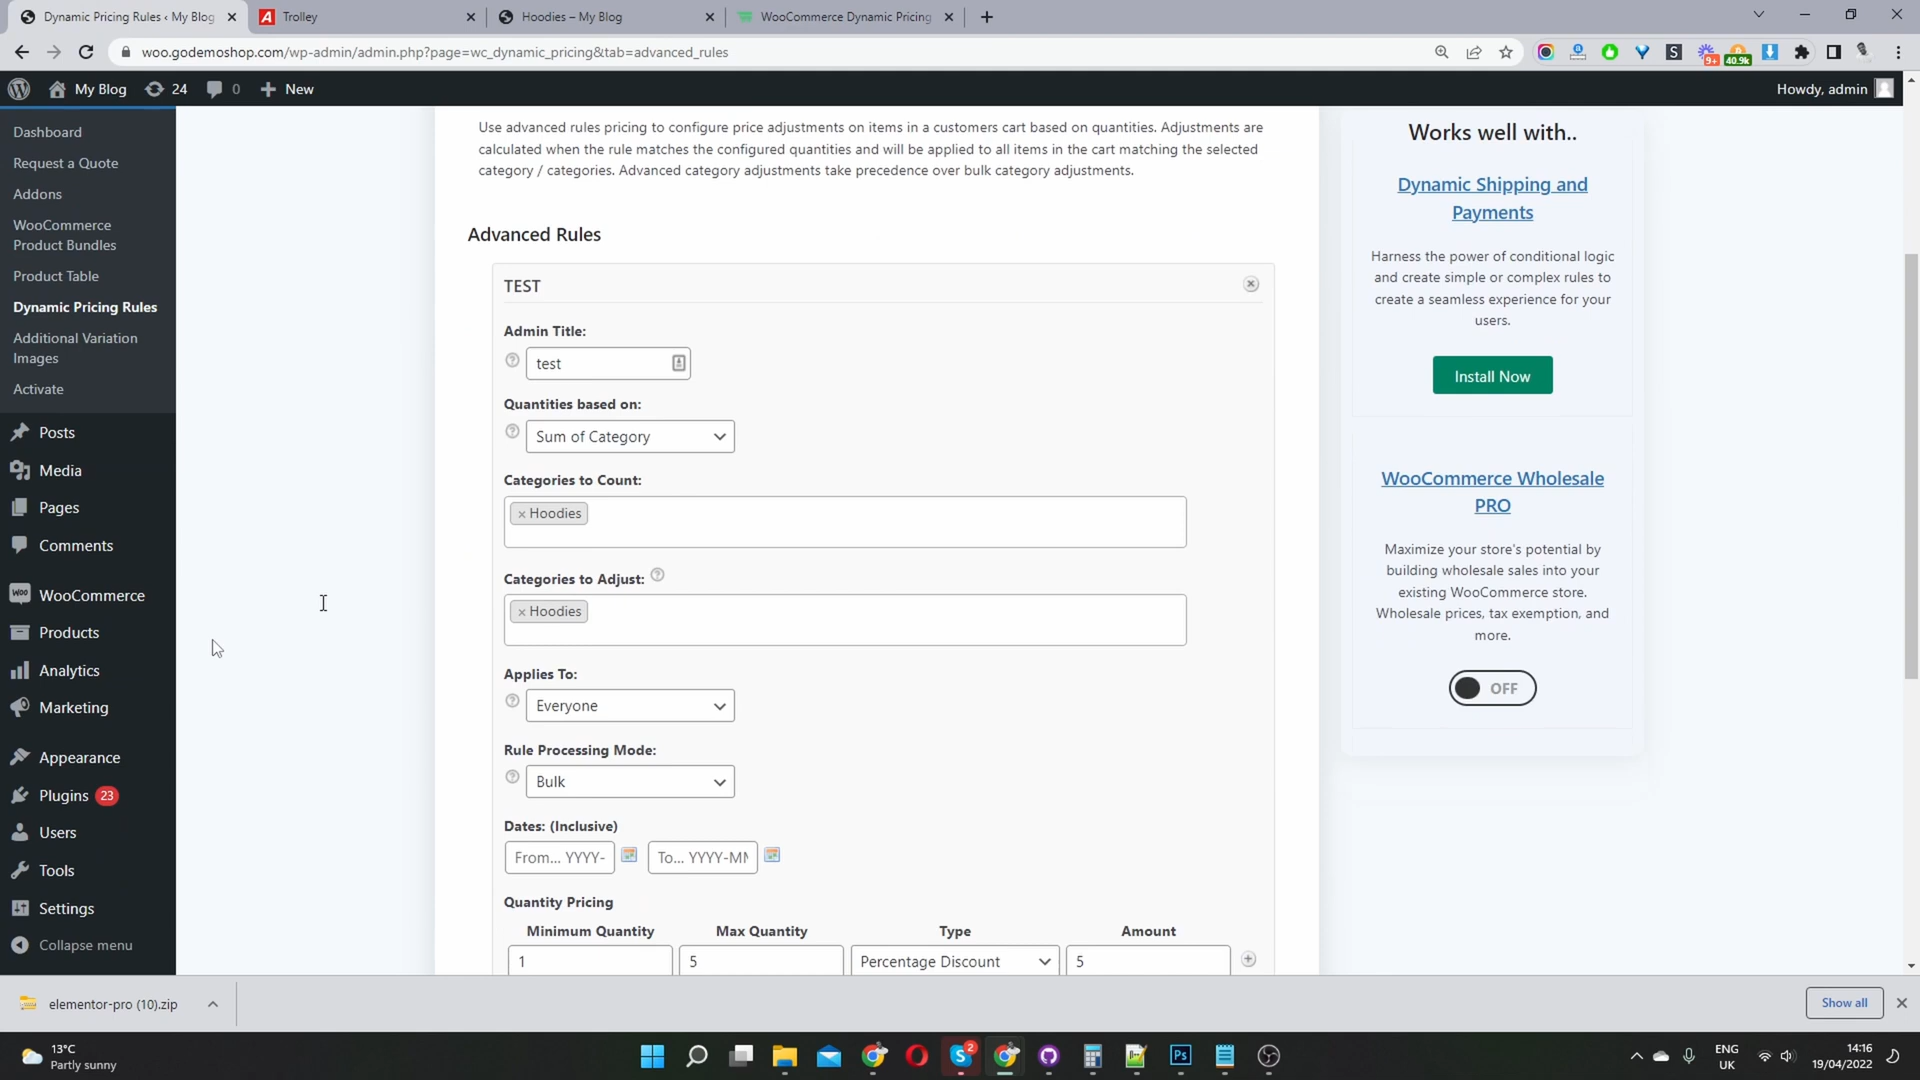 Dynamic Pricing Rules ‹ My Blog
Trolley
Hoodies – My Blog
WooCommerce Dynamic Pricing
woo.godemoshop.com/wp-admin/admin.php?page=wc_dynamic_pricing&tab=advanced_rules
9+
40.9k
My Blog
24
0
New
Howdy, admin
Dashboard
Request a Quote
Addons
WooCommerce
Product Bundles
Product Table
Dynamic Pricing Rules
Additional Variation
Images
Activate
Posts
Media
Pages
Comments
WooCommerce
Products
Analytics
Marketing
Appearance
Plugins 23
Users
Tools
Settings
Collapse menu
Use advanced rules pricing to configure price adjustments on items in a customers cart based on quantities. Adjustments are
calculated when the rule matches the configured quantities and will be applied to all items in the cart matching the selected
category / categories. Advanced category adjustments take precedence over bulk category adjustments.
Advanced Rules
TEST
Admin Title:
test
Quantities based on:
Sum of Category
Categories to Count:
× Hoodies
Categories to Adjust:
× Hoodies
Applies To:
Everyone
Rule Processing Mode:
Bulk
Dates: (Inclusive)
From... YYYY-
To... YYYY-MM
Quantity Pricing
Minimum Quantity
Max Quantity
Type
Amount
1
5
Percentage Discount
5
Works well with..
Dynamic Shipping and
Payments
Harness the power of conditional logic
and create simple or complex rules to
create a seamless experience for your
users.
Install Now
WooCommerce Wholesale
PRO
Maximize your store's potential by
building wholesale sales into your
existing WooCommerce store.
Wholesale prices, tax exemption, and
more.
OFF
elementor-pro (10).zip
Show all
13°C
Partly sunny
2
Ps
ENG
UK
14:16
19/04/2022